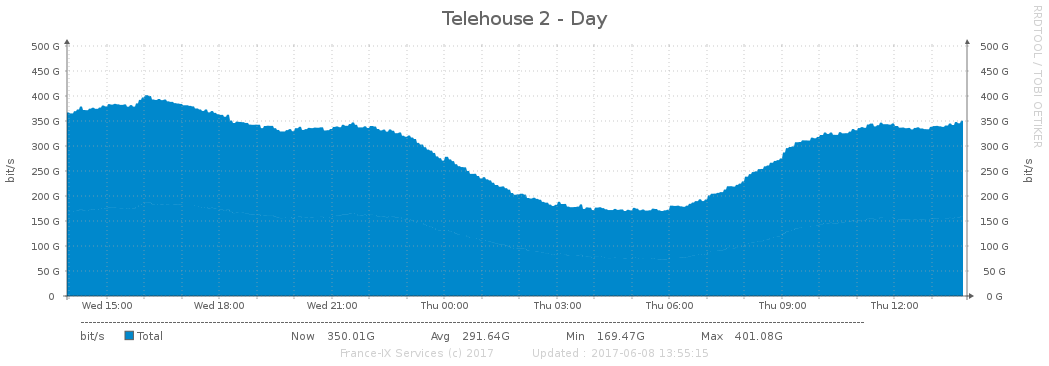 Telehouse 2 - Day
RRDTOOL / TOBI OETIKER
bit/s
500 G 500 G
450 G 450 G
400 G 400 G
350 G 350 G
300 G 300 G
250 G 250 G
200 G 200 G
150 G 150 G
100 G 100 G
50 G 50 G
0 0 G
bit/s
Wed 15:00 Wed 18:00 Wed 21:00 Thu 00:00 Thu 03:00 Thu 06:00 Thu 09:00 Thu 12:00
bit/s Total Now 350.01G Avg 291.64G Min 169.47G Max 401.08G
France-IX Services (c) 2017 Updated : 2017-06-08 13:55:15